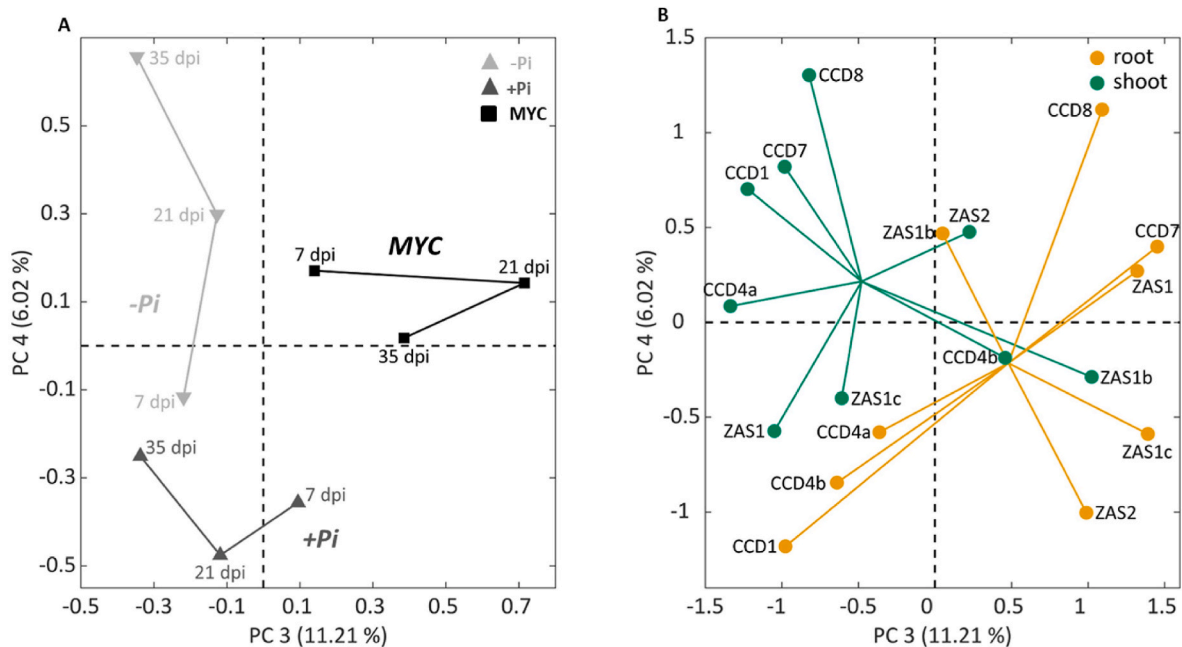 A
35 dpi
-Pi
+Pi
MYC
0.5
0.3
21 dpi
MYC
7 dpi
21 dpi
-Pi
0.1
35 dpi
-0.1
7 dpi
35 dpi
-0.3
7 dpi
+Pi
21 dpi
-0.5
PC 4 (6.02 %)
-0.5 -0.3 -0.1 0.1 0.3 0.5 0.7
PC 3 (11.21 %)
B
1.5
root
shoot
CCD8
CCD8
1
CCD7
CCD1
0.5
ZAS1b
ZAS2
CCD7
ZAS1
CCD4a
0
CCD4b
ZAS1b
ZAS1c
-0.5
ZAS1
CCD4a
ZAS1c
CCD4b
-1
ZAS2
CCD1
PC 4 (6.02 %)
-1.5 -1 -0.5 0 0.5 1 1.5
PC 3 (11.21 %)